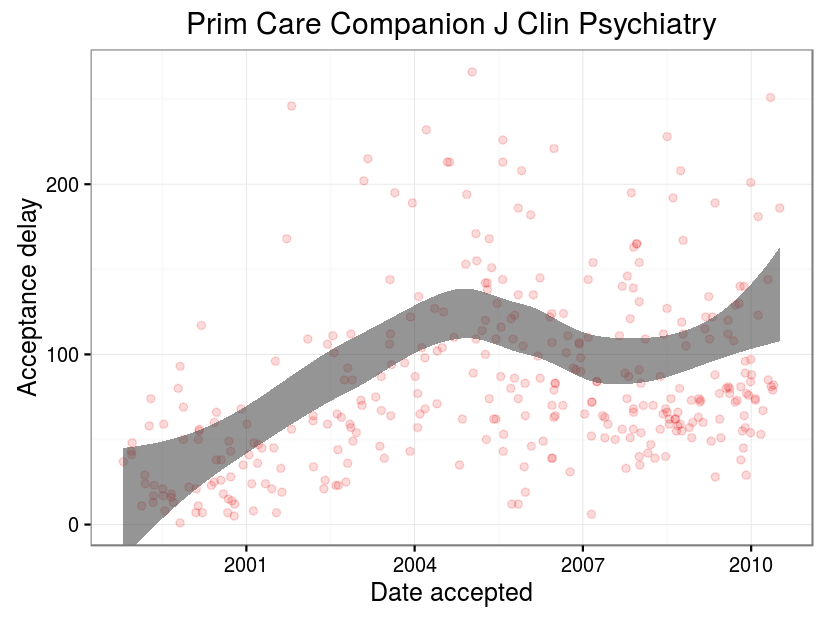 Prim Care Companion J Clin Psychiatry
Acceptance delay
200
100
0
2001 2004 2007 2010
Date accepted